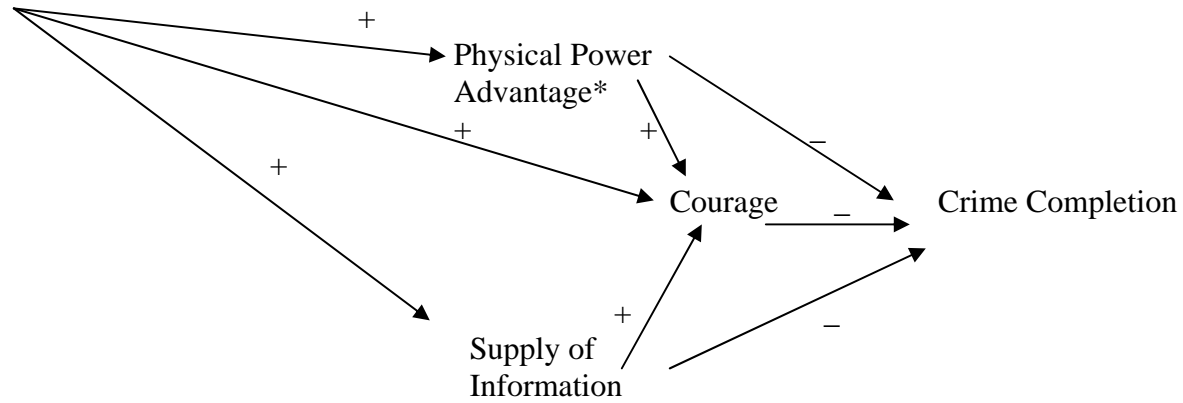 +
Physical Power
Advantage*
+
+
–
+
Courage
–
Crime Completion
+
–
Supply of
Information